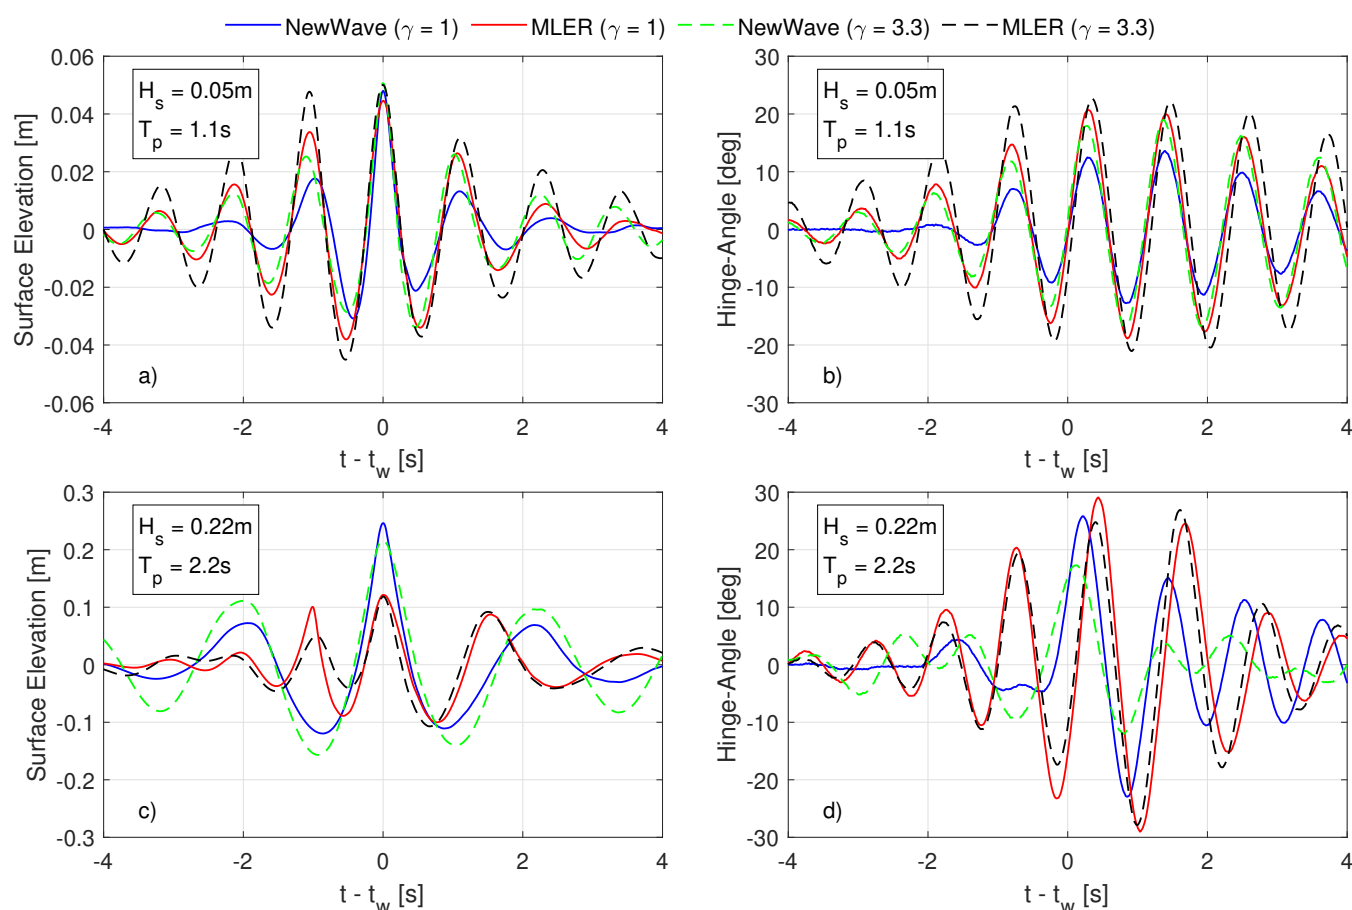 NewWave (γ = 1) MLER (γ = 1) NewWave (γ = 3.3) MLER (γ = 3.3)
0.06
0.04
0.02
0
-0.02
-0.04
-0.06
Surface Elevation [m]
H_s = 0.05m
T_p = 1.1s
a)
-4 -2 0 2 4
t - t_w [s]
30
20
10
0
-10
-20
-30
Hinge-Angle [deg]
H_s = 0.05m
T_p = 1.1s
b)
-4 -2 0 2 4
t - t_w [s]
0.3
0.2
0.1
0
-0.1
-0.2
-0.3
Surface Elevation [m]
H_s = 0.22m
T_p = 2.2s
c)
-4 -2 0 2 4
t - t_w [s]
30
20
10
0
-10
-20
-30
Hinge-Angle [deg]
H_s = 0.22m
T_p = 2.2s
d)
-4 -2 0 2 4
t - t_w [s]